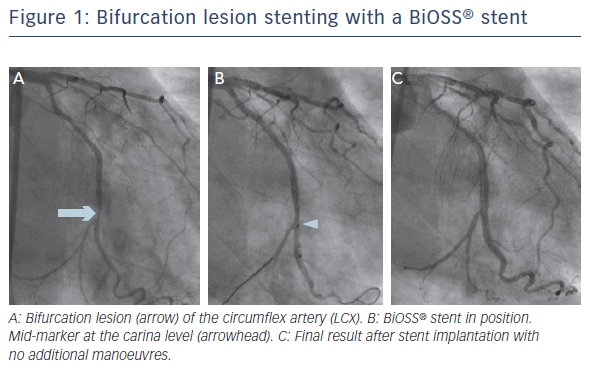 Figure 1: Bifurcation lesion stenting with a BiOSS® stent
A
B
C
A: Bifurcation lesion (arrow) of the circumflex artery (LCx). B: BiOSS® stent in position.
Mid-marker at the carina level (arrowhead). C: Final result after stent implantation with
no additional manoeuvres.